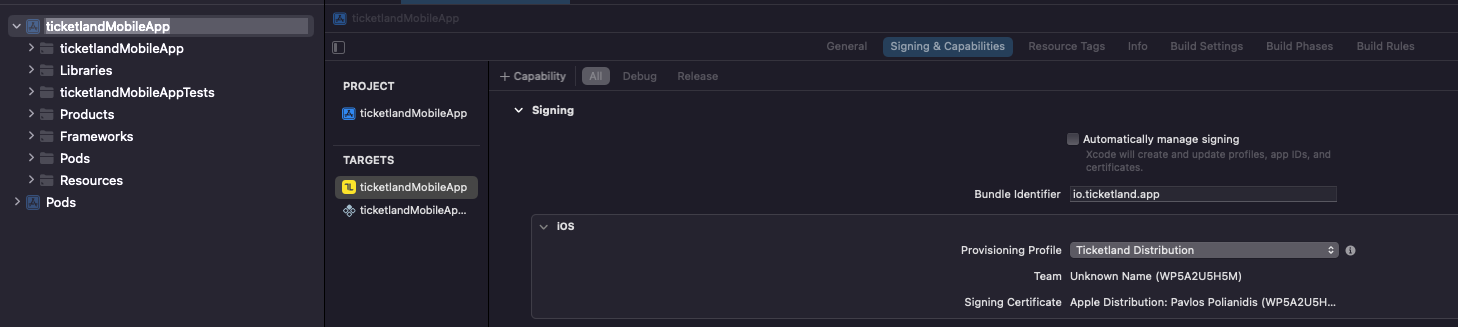 ticketlandMobileApp
ticketlandMobileApp
Libraries
ticketlandMobileAppTests
Products
Frameworks
Pods
Resources
Pods
ticketlandMobileApp
General Signing & Capabilities Resource Tags Info Build Settings Build Phases Build Rules
PROJECT
ticketlandMobileApp
TARGETS
ticketlandMobileApp
ticketlandMobileAp...
+ Capability All Debug Release
Signing
Automatically manage signing
Xcode will create and update profiles, app IDs, and
certificates.
Bundle Identifier io.ticketland.app
iOS
Provisioning Profile Ticketland Distribution
Team Unknown Name (WP5A2U5H5M)
Signing Certificate Apple Distribution: Pavlos Polianidis (WP5A2U5H...